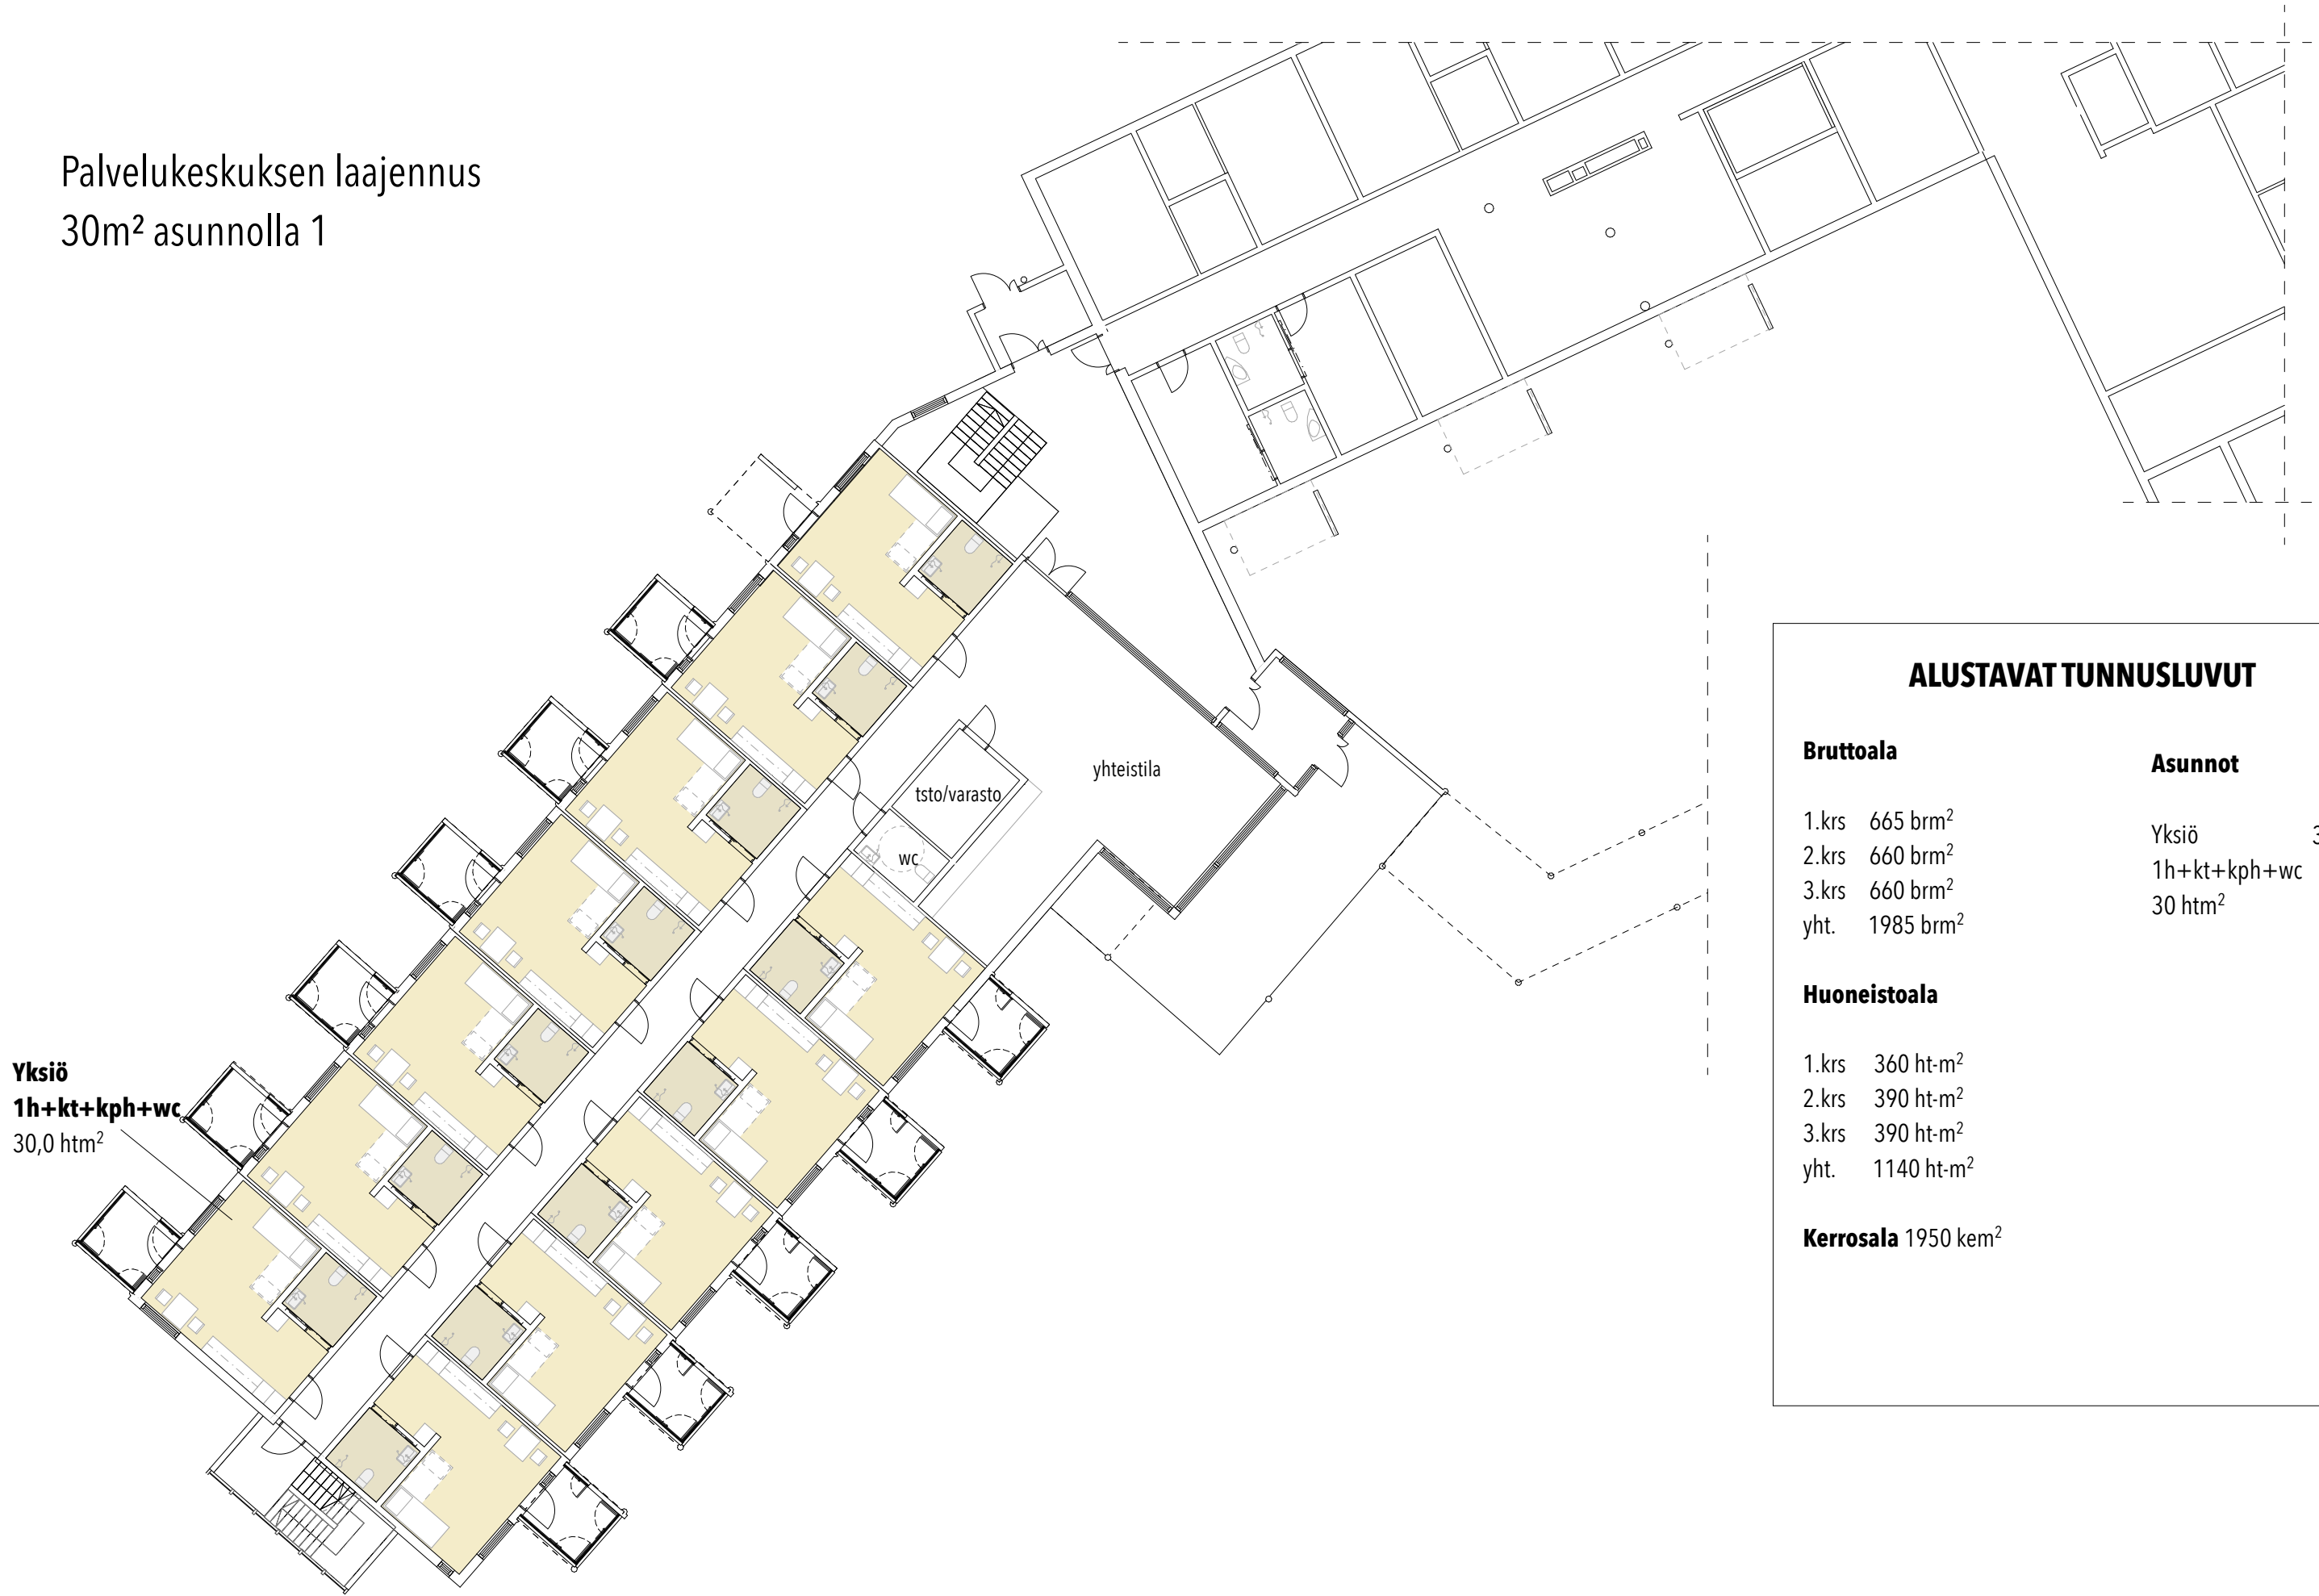 Palvelukeskuksen laajennus
30m² asunnolla 1
yhteistila
tsto/varasto
wc
Yksiö
1h+kt+kph+wc
30,0 htm²
ALUSTAVAT TUNNUSLUVUT
Bruttoala
1.krs 665 brm²
2.krs 660 brm²
3.krs 660 brm²
yht. 1985 brm²
Huoneistoala
1.krs 360 ht-m²
2.krs 390 ht-m²
3.krs 390 ht-m²
yht. 1140 ht-m²
Kerrosala 1950 kem²
Asunnot
Yksiö
1h+kt+kph+wc
30 htm²